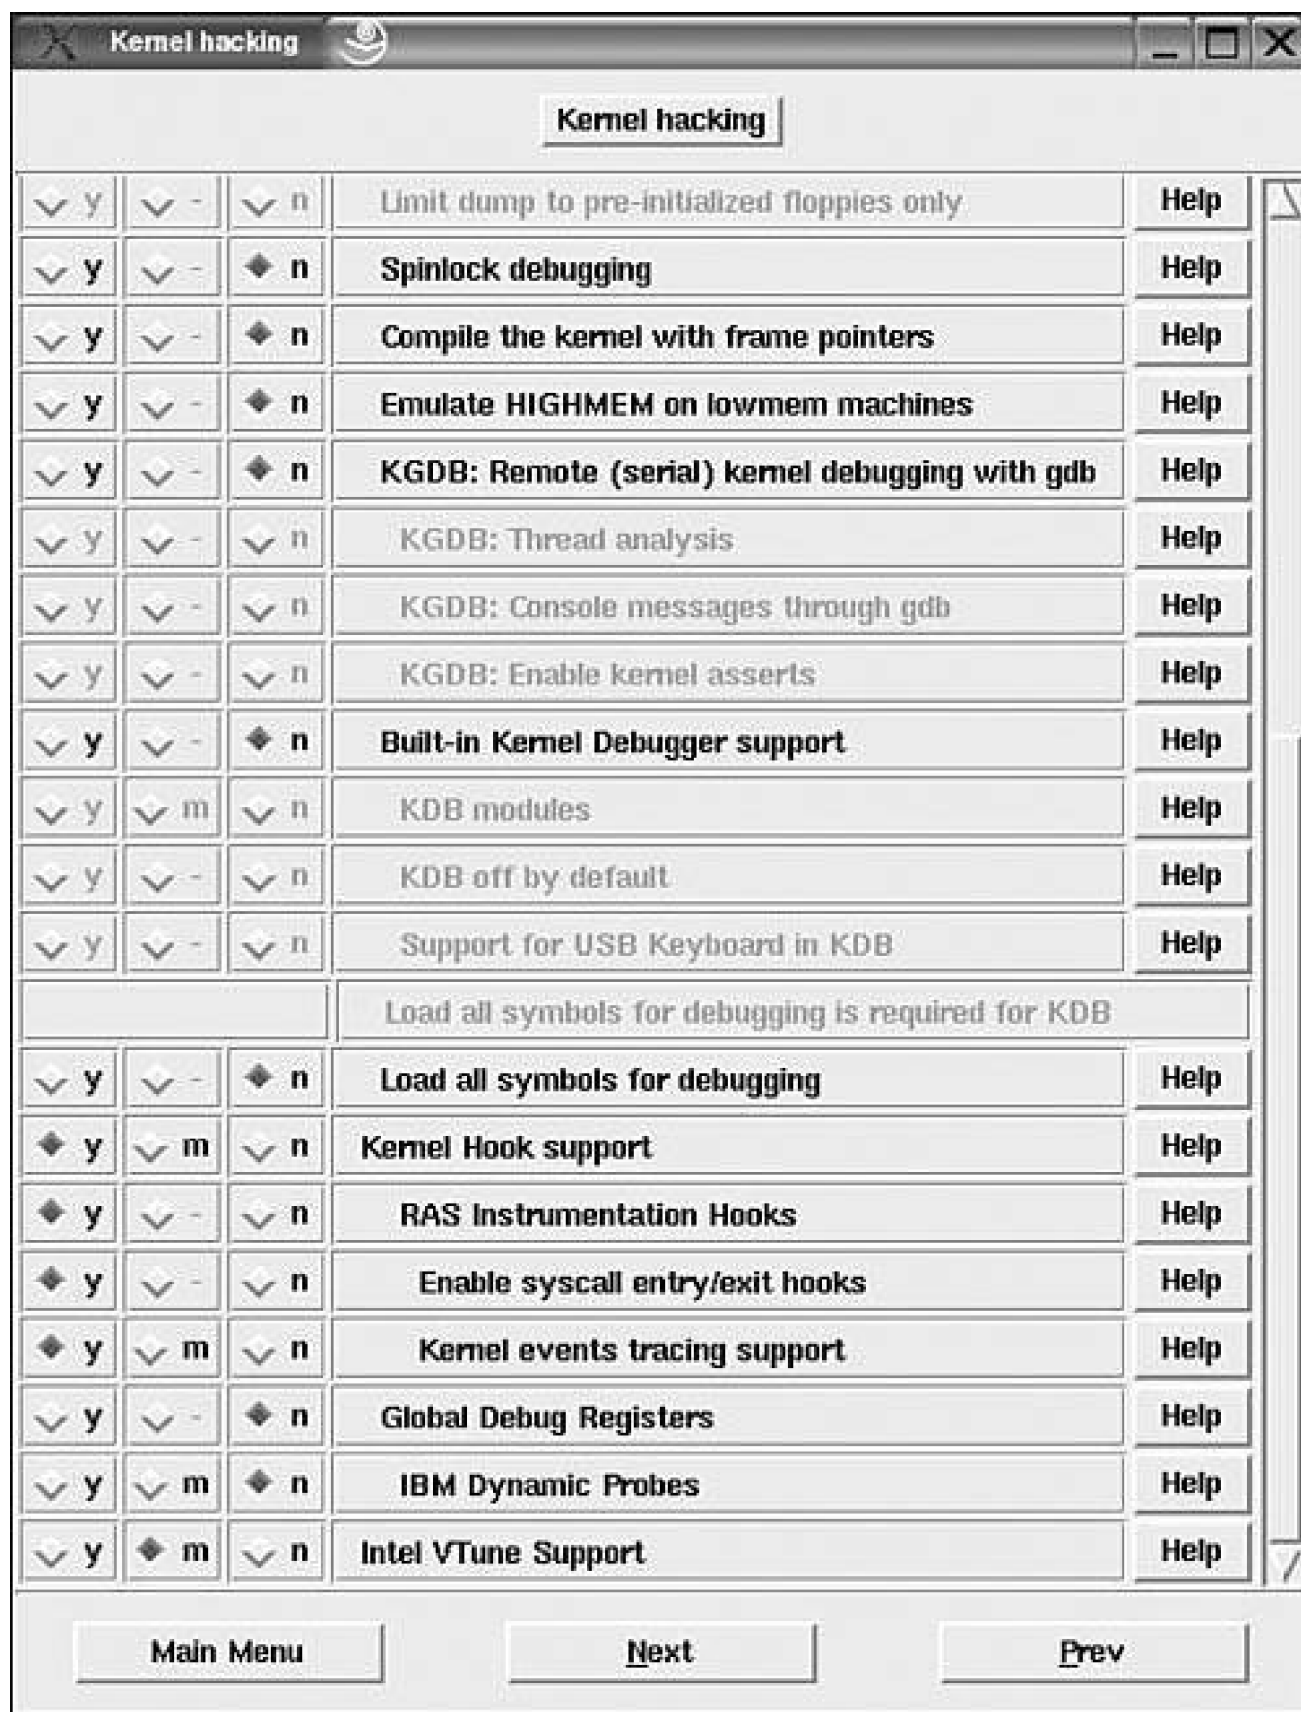 Kernel hacking
Kernel hacking
y - n Limit dump to pre-initialized floppies only Help
y - n Spinlock debugging Help
y - n Compile the kernel with frame pointers Help
y - n Emulate HIGHMEM on lowmem machines Help
y - n KGDB: Remote (serial) kernel debugging with gdb Help
y - n KGDB: Thread analysis Help
y - n KGDB: Console messages through gdb Help
y - n KGDB: Enable kernel asserts Help
y - n Built-in Kernel Debugger support Help
y m n KDB modules Help
y - n KDB off by default Help
y - n Support for USB Keyboard in KDB Help
Load all symbols for debugging is required for KDB
y - n Load all symbols for debugging Help
y m n Kernel Hook support Help
y - n RAS Instrumentation Hooks Help
y - n Enable syscall entry/exit hooks Help
y m n Kernel events tracing support Help
y - n Global Debug Registers Help
y m n IBM Dynamic Probes Help
y m n Intel VTune Support Help
Main Menu Next Prev